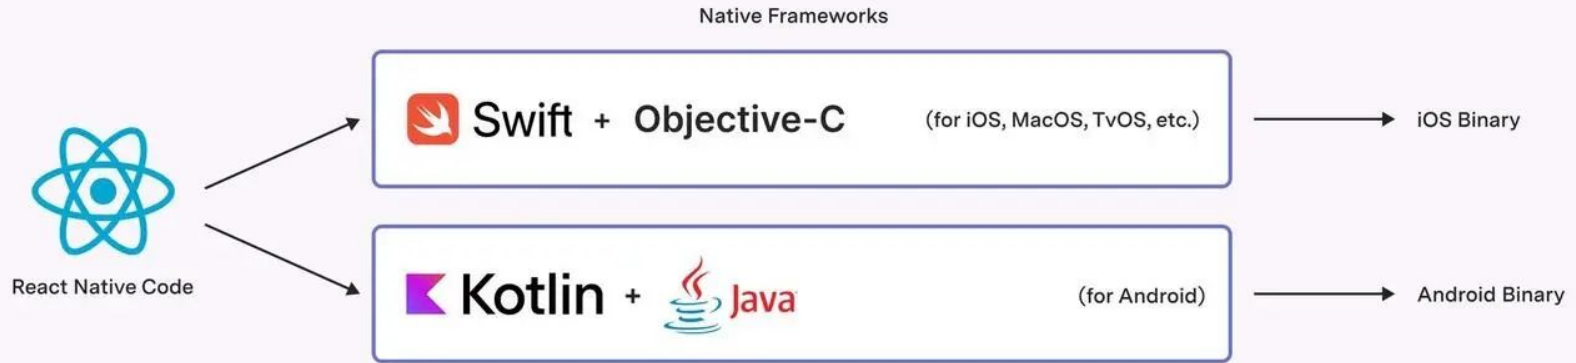 Native Frameworks
Swift + Objective-C (for iOS, MacOS, TvOS, etc.)
iOS Binary
React Native Code
Kotlin + Java (for Android)
Android Binary